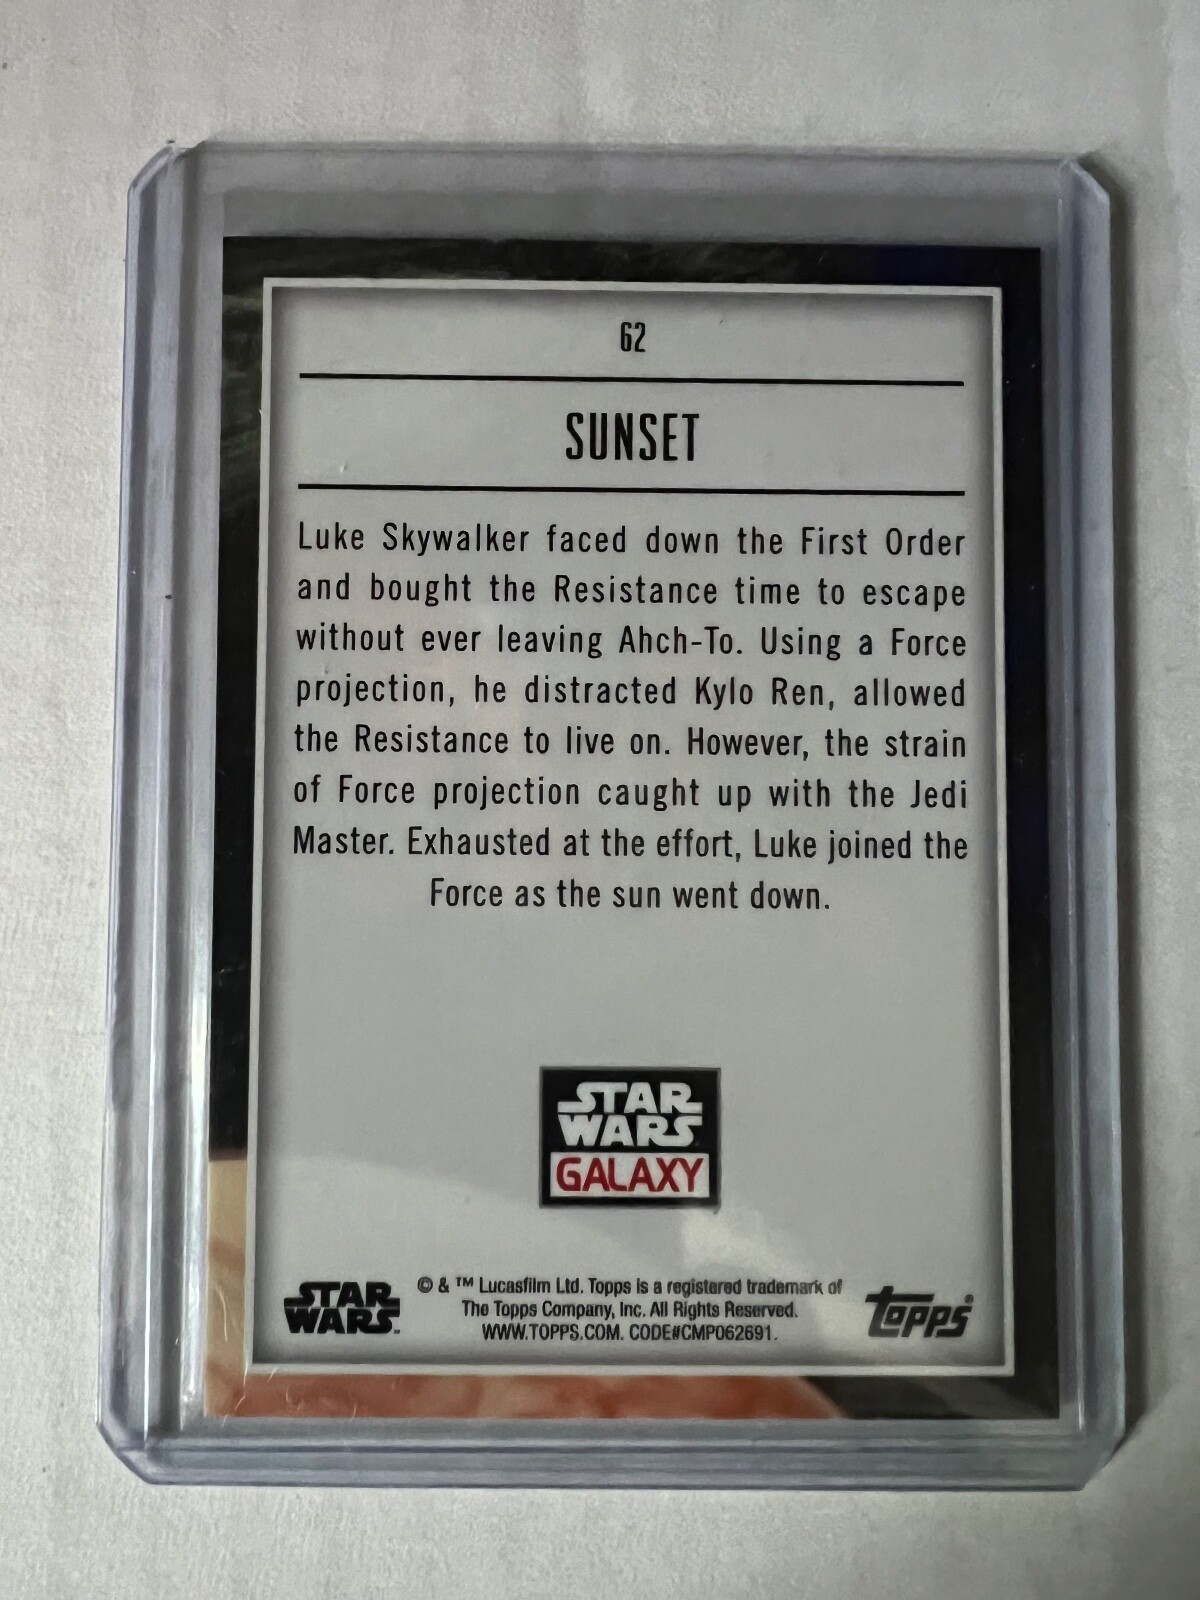 62
SUNSET
Luke Skywalker faced down the First Order
and bought the Resistance time to escape
without ever leaving Ahch-To. Using a Force
projection, he distracted Kylo Ren, allowed
the Resistance to live on. However, the strain
of Force projection caught up with the Jedi
Master. Exhausted at the effort, Luke joined the
Force as the sun went down.
STAR
WARS
GALAXY
STAR
WARS
© & ™ Lucasfilm Ltd. Topps is a registered trademark of
The Topps Company, Inc. All Rights Reserved.
WWW.TOPPS.COM. CODE#CMP062691.
topps®